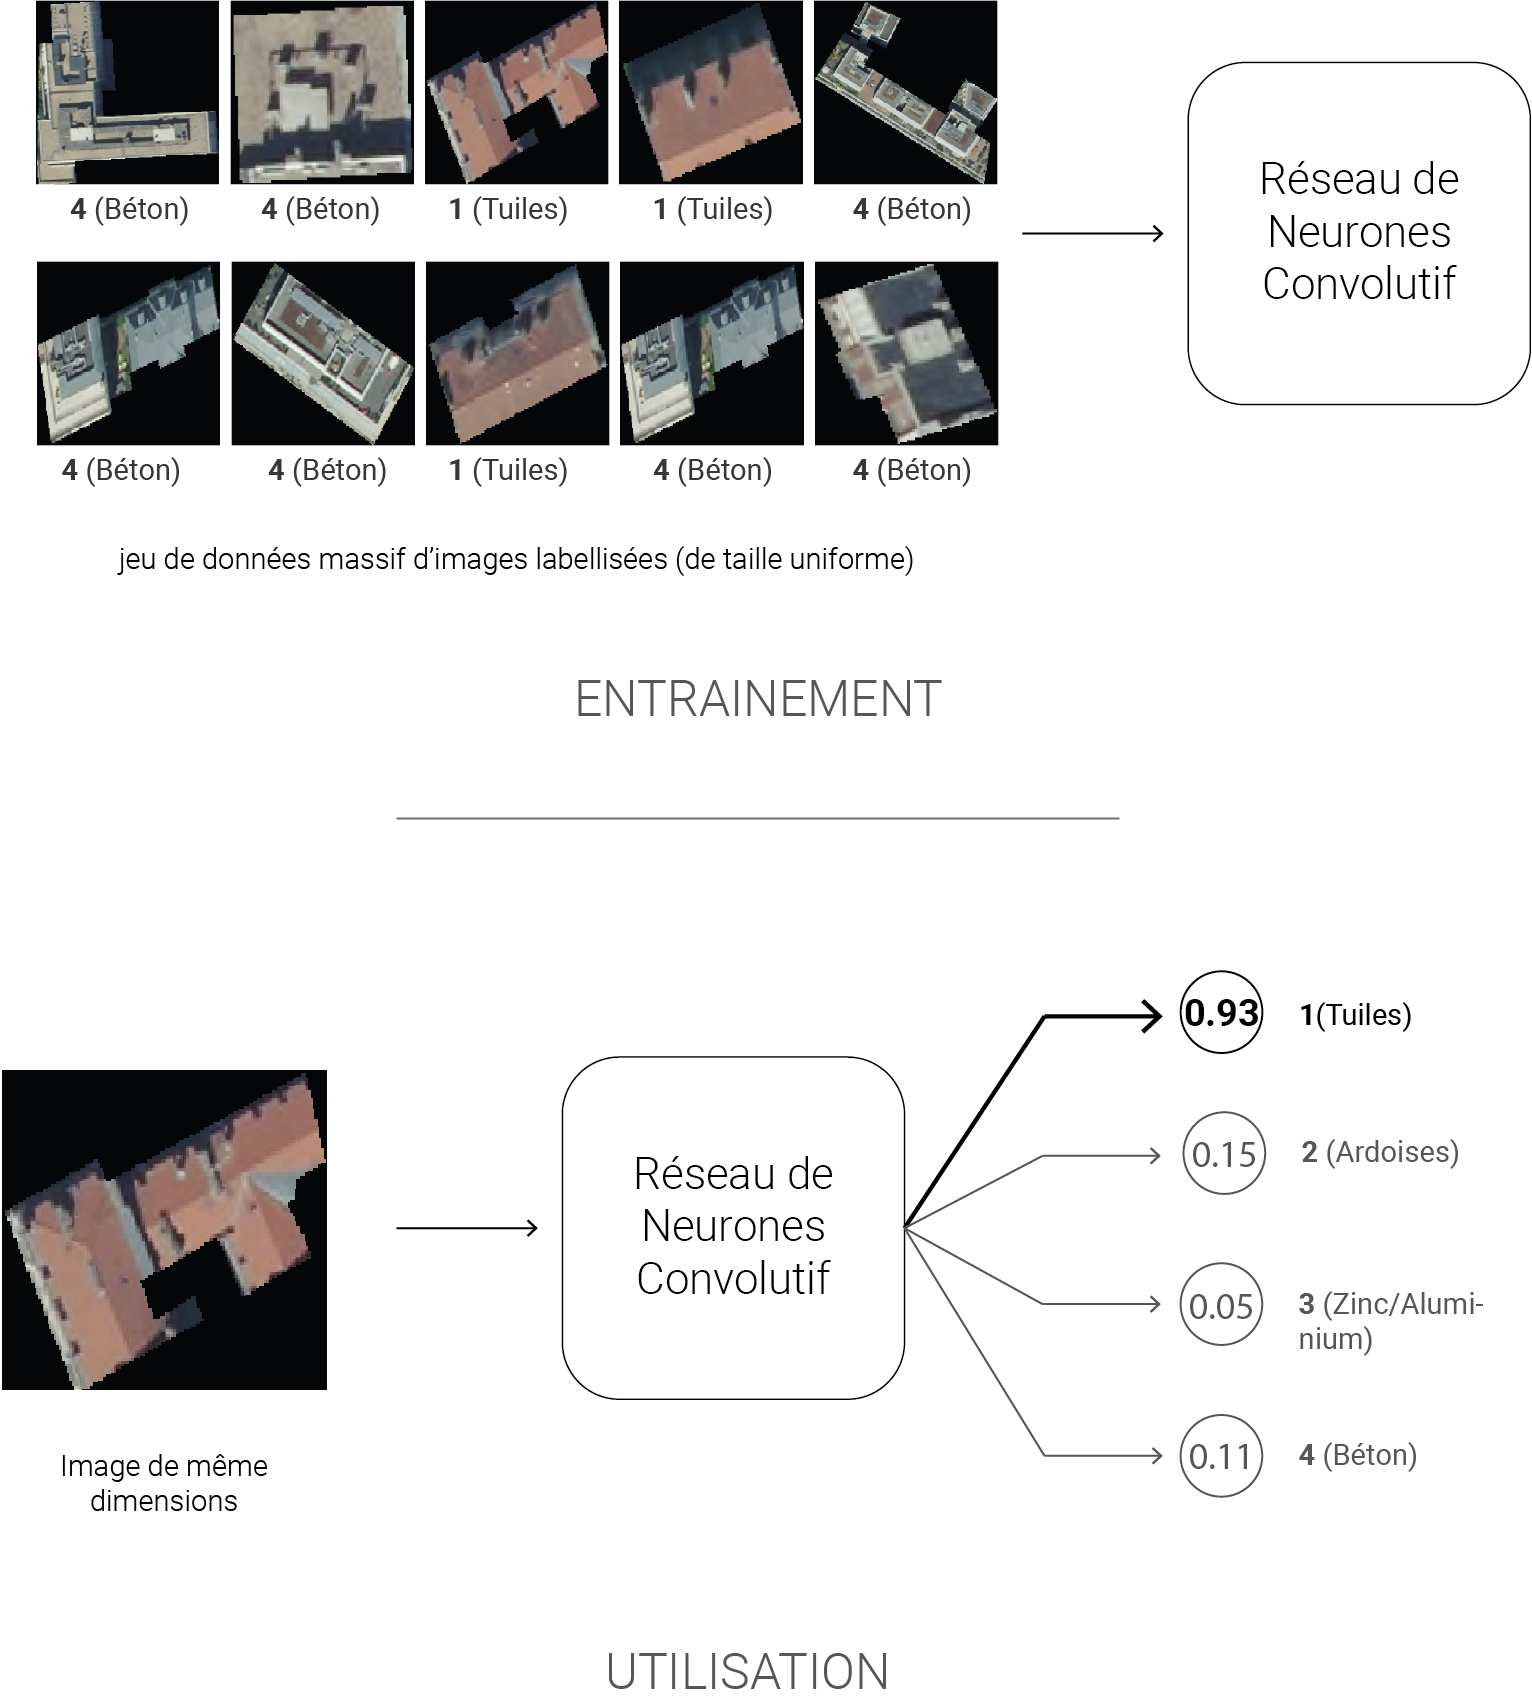 4 (Béton)
4 (Béton)
1 (Tuiles)
1 (Tuiles)
4 (Béton)
4 (Béton)
4 (Béton)
1 (Tuiles)
4 (Béton)
4 (Béton)
jeu de données massif d’images labellisées (de taille uniforme)
Réseau de
Neurones
Convolutif
ENTRAINEMENT
Image de même
dimensions
Réseau de
Neurones
Convolutif
0.93 1(Tuiles)
0.15 2 (Ardoises)
0.05 3 (Zinc/Alumi-
nium)
0.11 4 (Béton)
UTILISATION